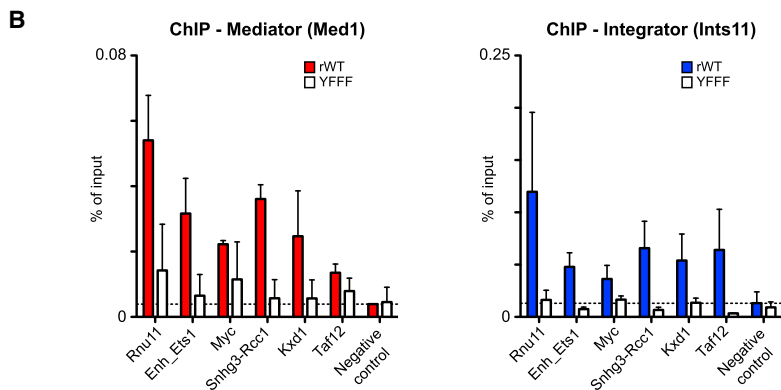 B
ChIP - Mediator (Med1)
0.08
% of input
0
rWT
YFFF
Rnu11
Enh_Ets1
Myc
Snhg3-Rcc1
Kxd1
Taf12
Negative
control
ChIP - Integrator (Ints11)
0.25
% of input
0
rWT
YFFF
Rnu11
Enh_Ets1
Myc
Snhg3-Rcc1
Kxd1
Taf12
Negative
control